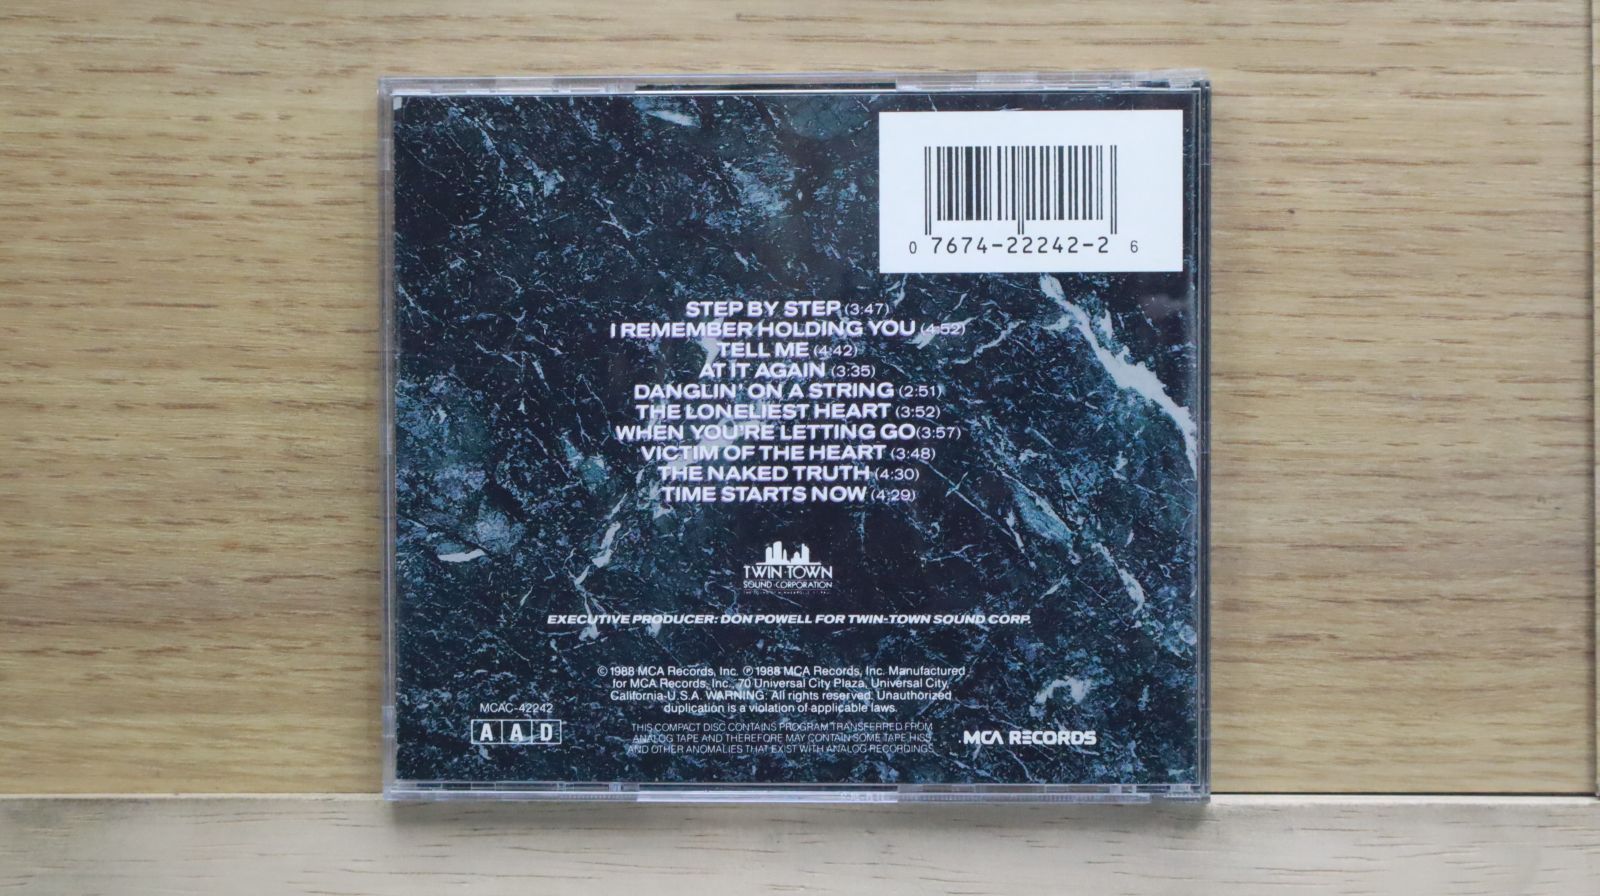 0 7674-22242-2 6
STEP BY STEP (3:47)
I REMEMBER HOLDING YOU (4:52)
TELL ME (4:42)
AT IT AGAIN (3:35)
DANGLIN' ON A STRING (2:51)
THE LONELIEST HEART (3:52)
WHEN YOU'RE LETTING GO(3:57)
VICTIM OF THE HEART (3:48)
THE NAKED TRUTH (4:30)
TIME STARTS NOW (4:29)
TWIN·TOWN
SOUND·CORPORATION
EXECUTIVE PRODUCER: DON POWELL FOR TWIN-TOWN SOUND CORP.
© 1988 MCA Records, Inc. ℗ 1988 MCA Records, Inc. Manufactured
for MCA Records, Inc., 70 Universal City Plaza, Universal City,
California-U.S.A. WARNING: All rights reserved. Unauthorized
duplication is a violation of applicable laws.
MCAC-42242
AAD
THIS COMPACT DISC CONTAINS PROGRAM TRANSFERRED FROM
ANALOG TAPE AND THEREFORE MAY CONTAIN SOME TAPE HISS
AND OTHER ANOMALIES THAT EXIST WITH ANALOG RECORDINGS.
MCA RECORDS